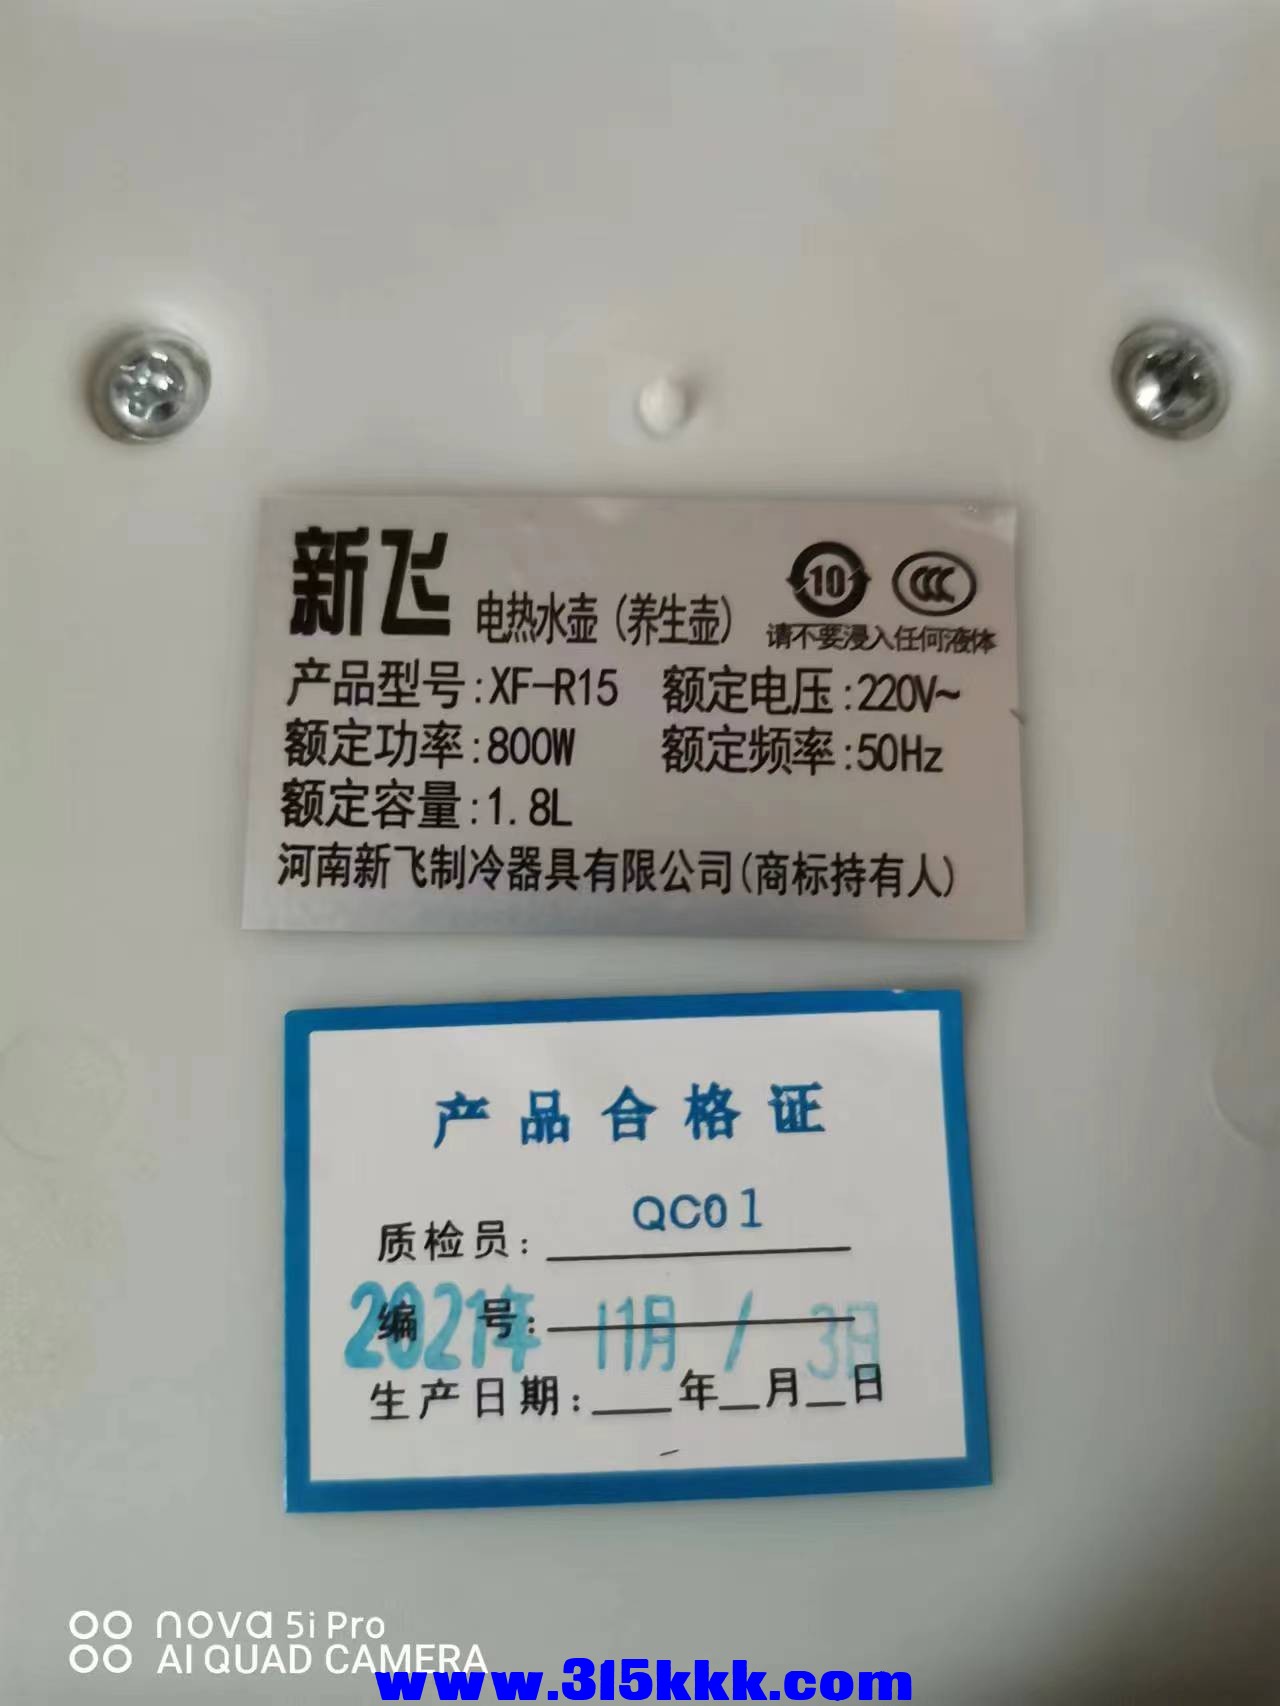 新飞 电热水壶(养生壶) 10 CCC
请不要浸入任何液体
产品型号:XF-R15 额定电压:220V~
额定功率:800W 额定频率:50Hz
额定容量:1.8L
河南新飞制冷器具有限公司(商标持有人)
产品合格证
质检员: QC01
编 号:
2021年 11月 / 3日
生产日期: 年 月 日
nova 5i Pro
AI QUAD CAMERA
www.315kkk.com